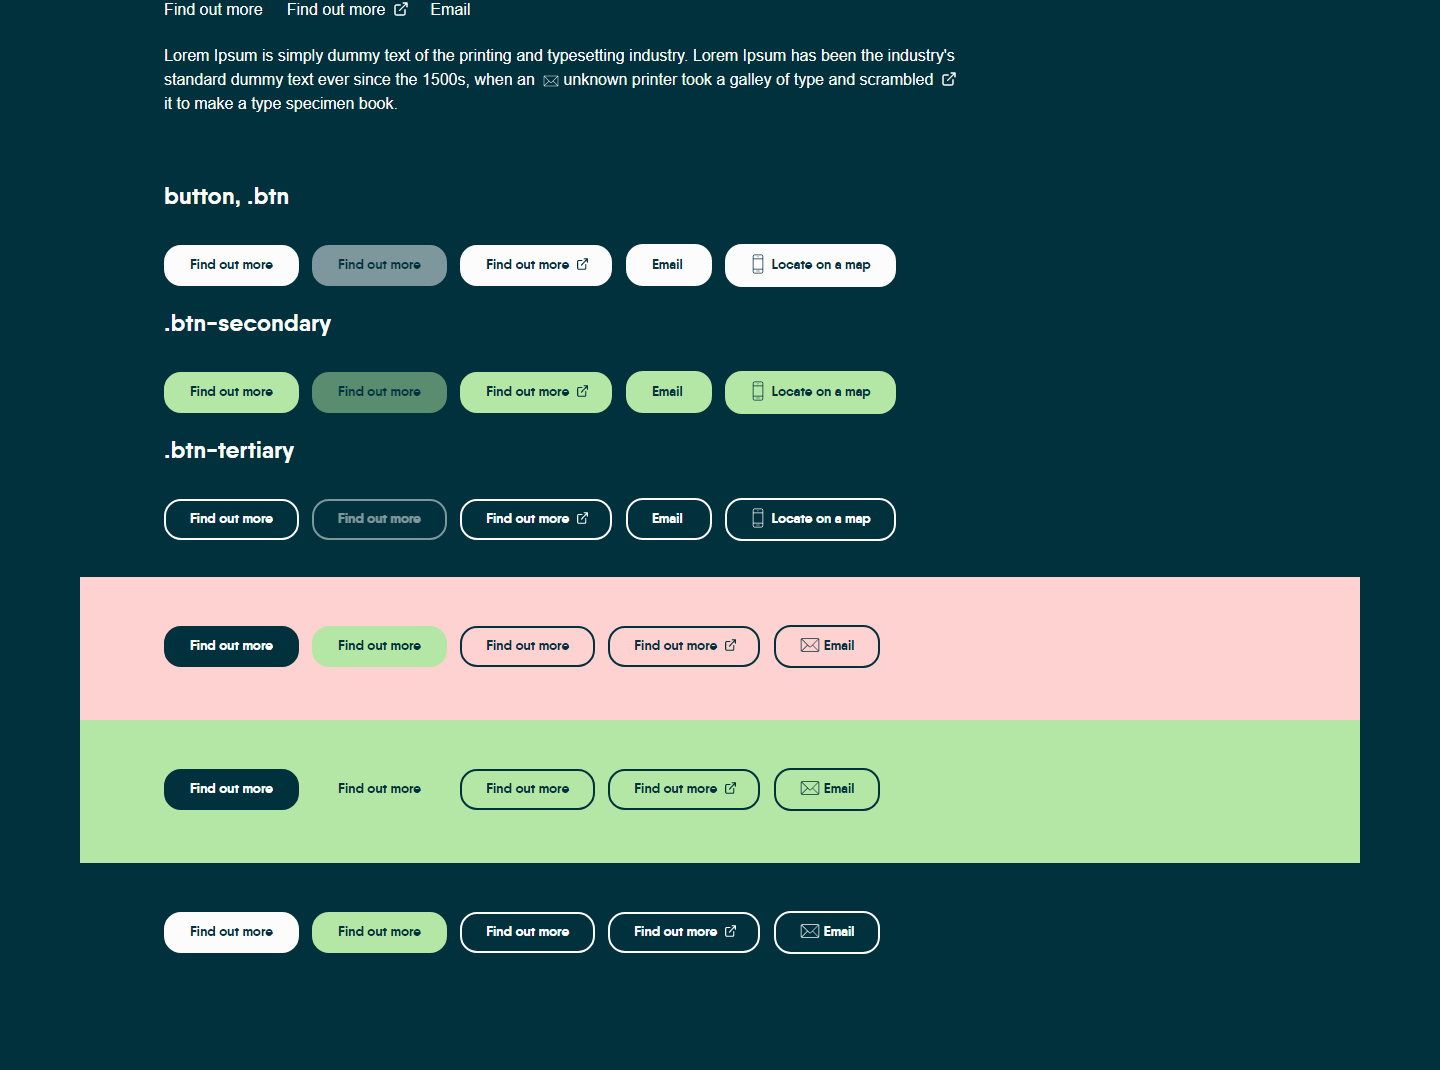 Find out more Find out more Email
Lorem Ipsum is simply dummy text of the printing and typesetting industry. Lorem Ipsum has been the industry's
standard dummy text ever since the 1500s, when an unknown printer took a galley of type and scrambled
it to make a type specimen book.
button, .btn
Find out more Find out more Find out more Email Locate on a map
.btn-secondary
Find out more Find out more Find out more Email Locate on a map
.btn-tertiary
Find out more Find out more Find out more Email Locate on a map
Find out more Find out more Find out more Find out more Email
Find out more Find out more Find out more Find out more Email
Find out more Find out more Find out more Find out more Email